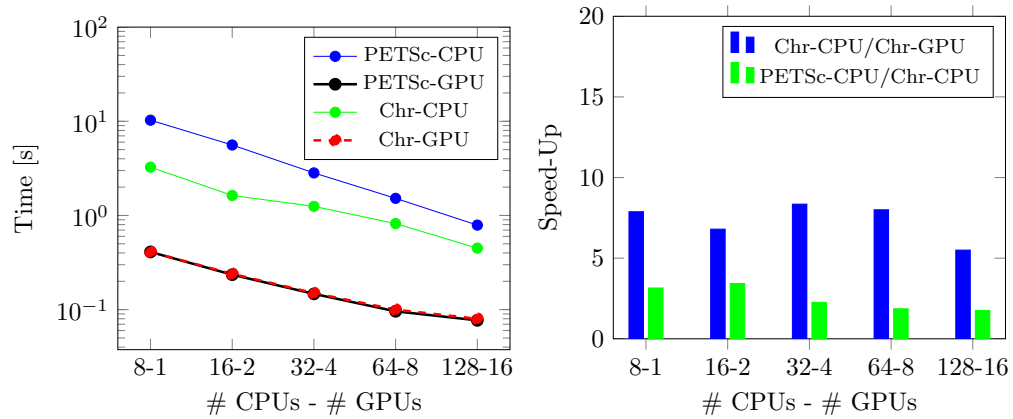 10^2
10^1
10^0
10^−1
Time [s]
8-1 16-2 32-4 64-8 128-16
# CPUs - # GPUs
PETSc-CPU
PETSc-GPU
Chr-CPU
Chr-GPU
20
15
10
5
0
Speed-Up
8-1 16-2 32-4 64-8 128-16
# CPUs - # GPUs
Chr-CPU/Chr-GPU
PETSc-CPU/Chr-CPU